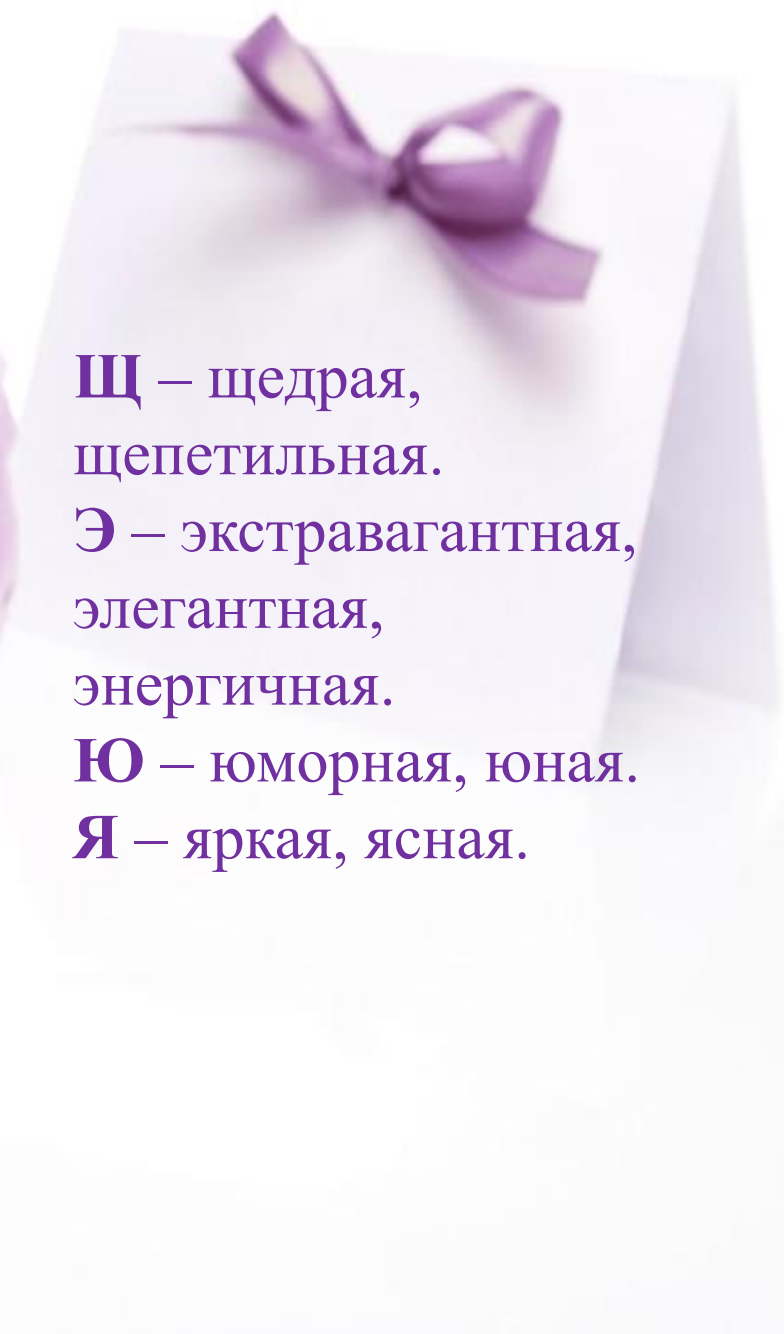 Щ – щедрая,
щепетильная.
Э – экстравагантная,
элегантная,
энергичная.
Ю – юморная, юная.
Я – яркая, ясная.